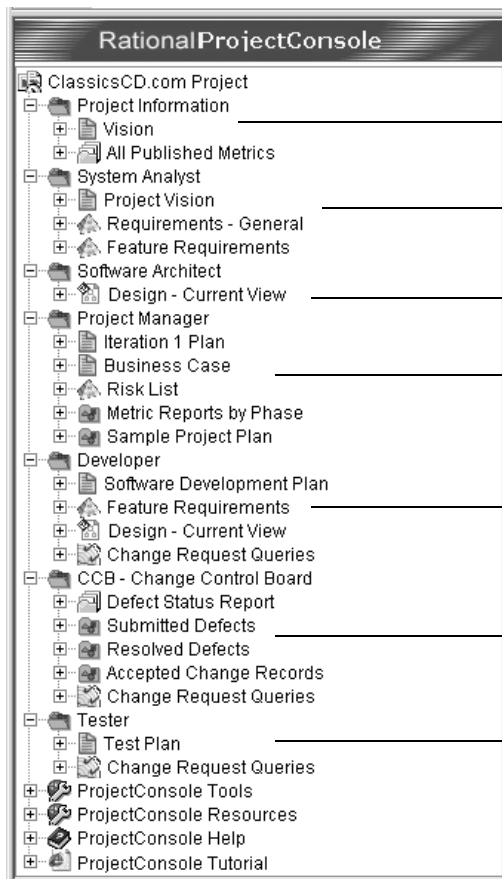 RationalProjectConsole
ClassicsCD.com Project
Project Information
Vision
All Published Metrics
System Analyst
Project Vision
Requirements - General
Feature Requirements
Software Architect
Design - Current View
Project Manager
Iteration 1 Plan
Business Case
Risk List
Metric Reports by Phase
Sample Project Plan
Developer
Software Development Plan
Feature Requirements
Design - Current View
Change Request Queries
CCB - Change Control Board
Defect Status Report
Submitted Defects
Resolved Defects
Accepted Change Records
Change Request Queries
Tester
Test Plan
Change Request Queries
ProjectConsole Tools
ProjectConsole Resources
ProjectConsole Help
ProjectConsole Tutorial